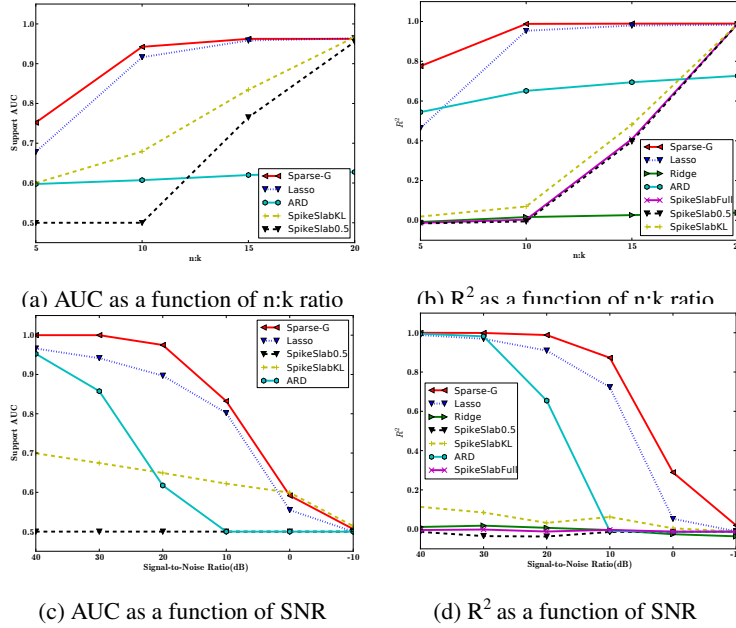 1.0
0.9
0.8
0.7
0.6
0.5
Support AUC
5
10
15
20
n:k
Sparse-G
Lasso
ARD
SpikeSlabKL
SpikeSlab0.5
(a) AUC as a function of n:k ratio
1.0
0.8
0.6
0.4
0.2
0.0
R²
5
10
15
20
n:k
Sparse-G
Lasso
Ridge
ARD
SpikeSlabFull
SpikeSlab0.5
SpikeSlabKL
(b) R² as a function of n:k ratio
1.0
0.9
0.8
0.7
0.6
0.5
Support AUC
40
30
20
10
0
-10
Signal-to-Noise Ratio(dB)
Sparse-G
Lasso
SpikeSlab0.5
SpikeSlabKL
ARD
(c) AUC as a function of SNR
1.0
0.8
0.6
0.4
0.2
0.0
R²
40
30
20
10
0
-10
Signal-to-Noise Ratio(dB)
Sparse-G
Lasso
Ridge
SpikeSlab0.5
SpikeSlabKL
ARD
SpikeSlabFull
(d) R² as a function of SNR